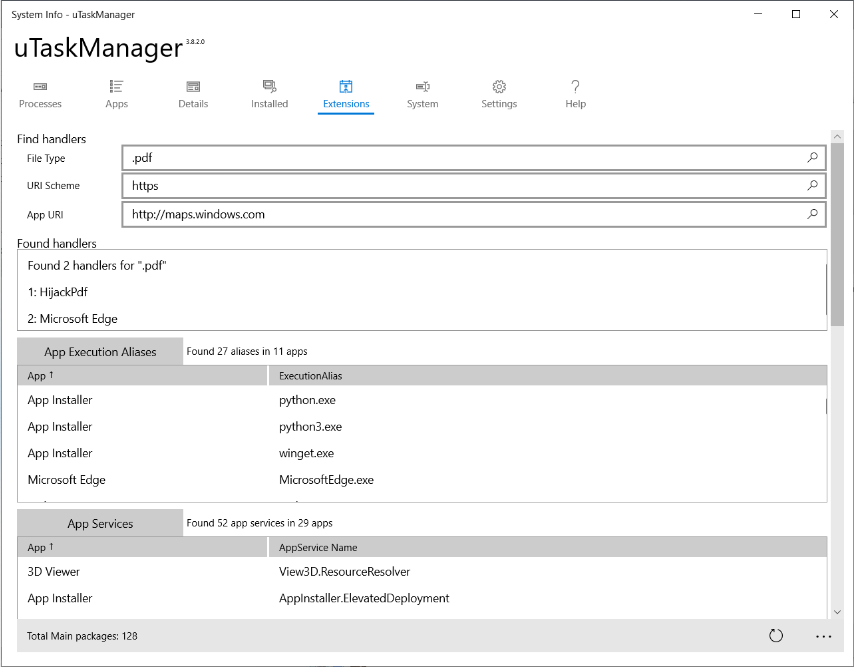 System Info - uTaskManager
uTaskManager 3.8.2.0
Processes Apps Details Installed Extensions System Settings Help
Find handlers
File Type .pdf
URI Scheme https
App URI http://maps.windows.com
Found handlers
Found 2 handlers for ".pdf"
1: HijackPdf
2: Microsoft Edge
App Execution Aliases Found 27 aliases in 11 apps
App ↑ ExecutionAlias
App Installer python.exe
App Installer python3.exe
App Installer winget.exe
Microsoft Edge MicrosoftEdge.exe
App Services Found 52 app services in 29 apps
App ↑ AppService Name
3D Viewer View3D.ResourceResolver
App Installer AppInstaller.ElevatedDeployment
Total Main packages: 128